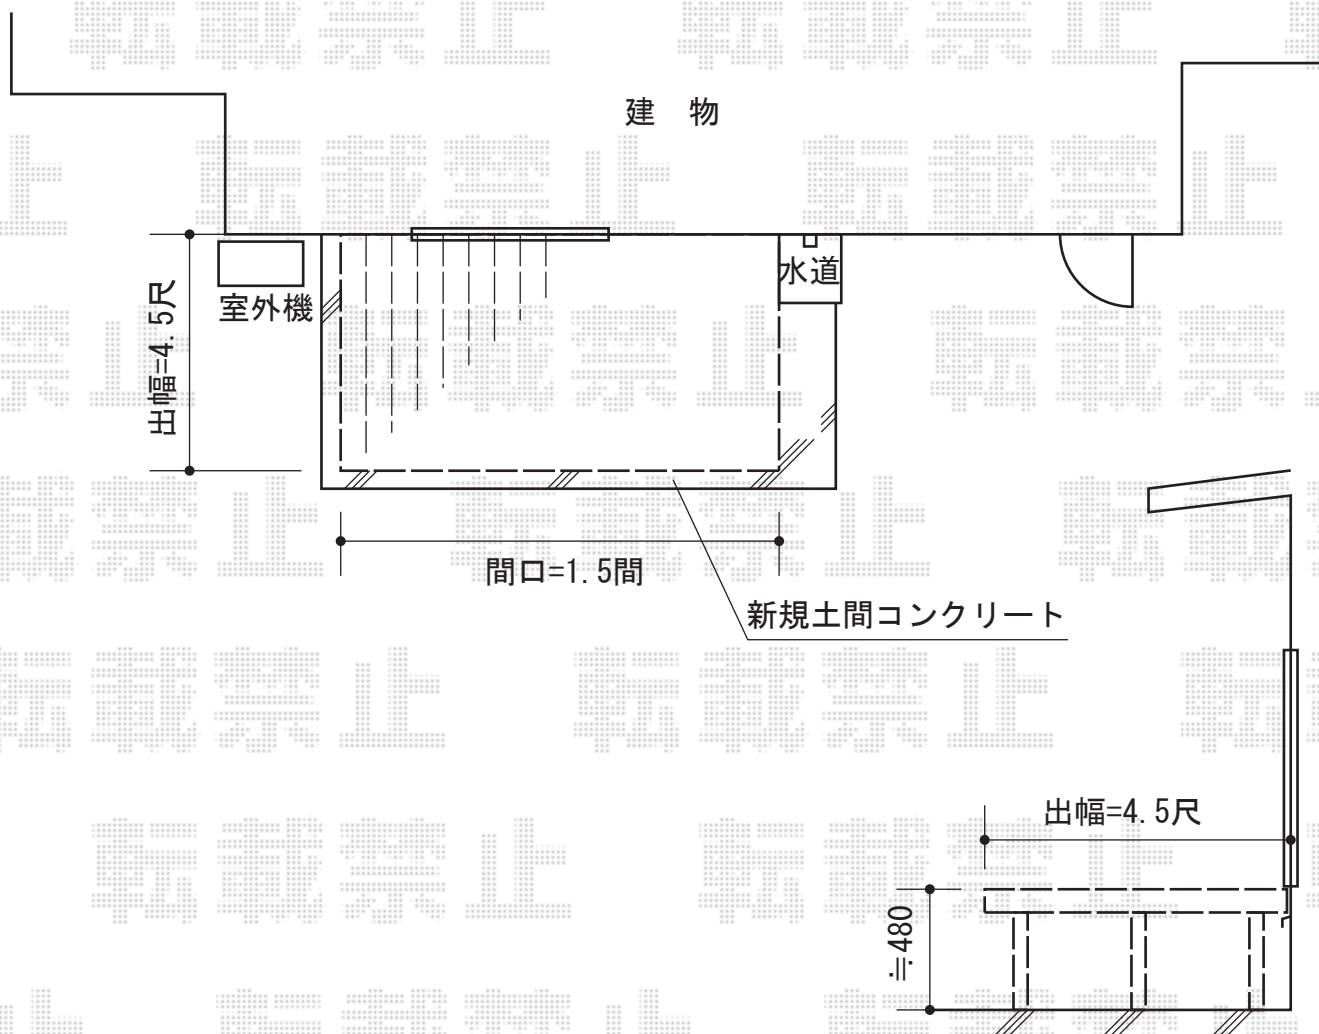 転載禁止
建 物
水道
室外機
出幅=4.5尺
間口=1.5間
新規土間コンクリート
出幅=4.5尺
≒480